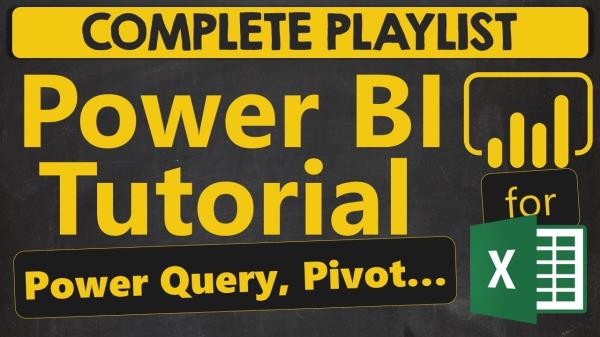 COMPLETE PLAYLIST
Power BI
Tutorial
for
Power Query, Pivot...
X